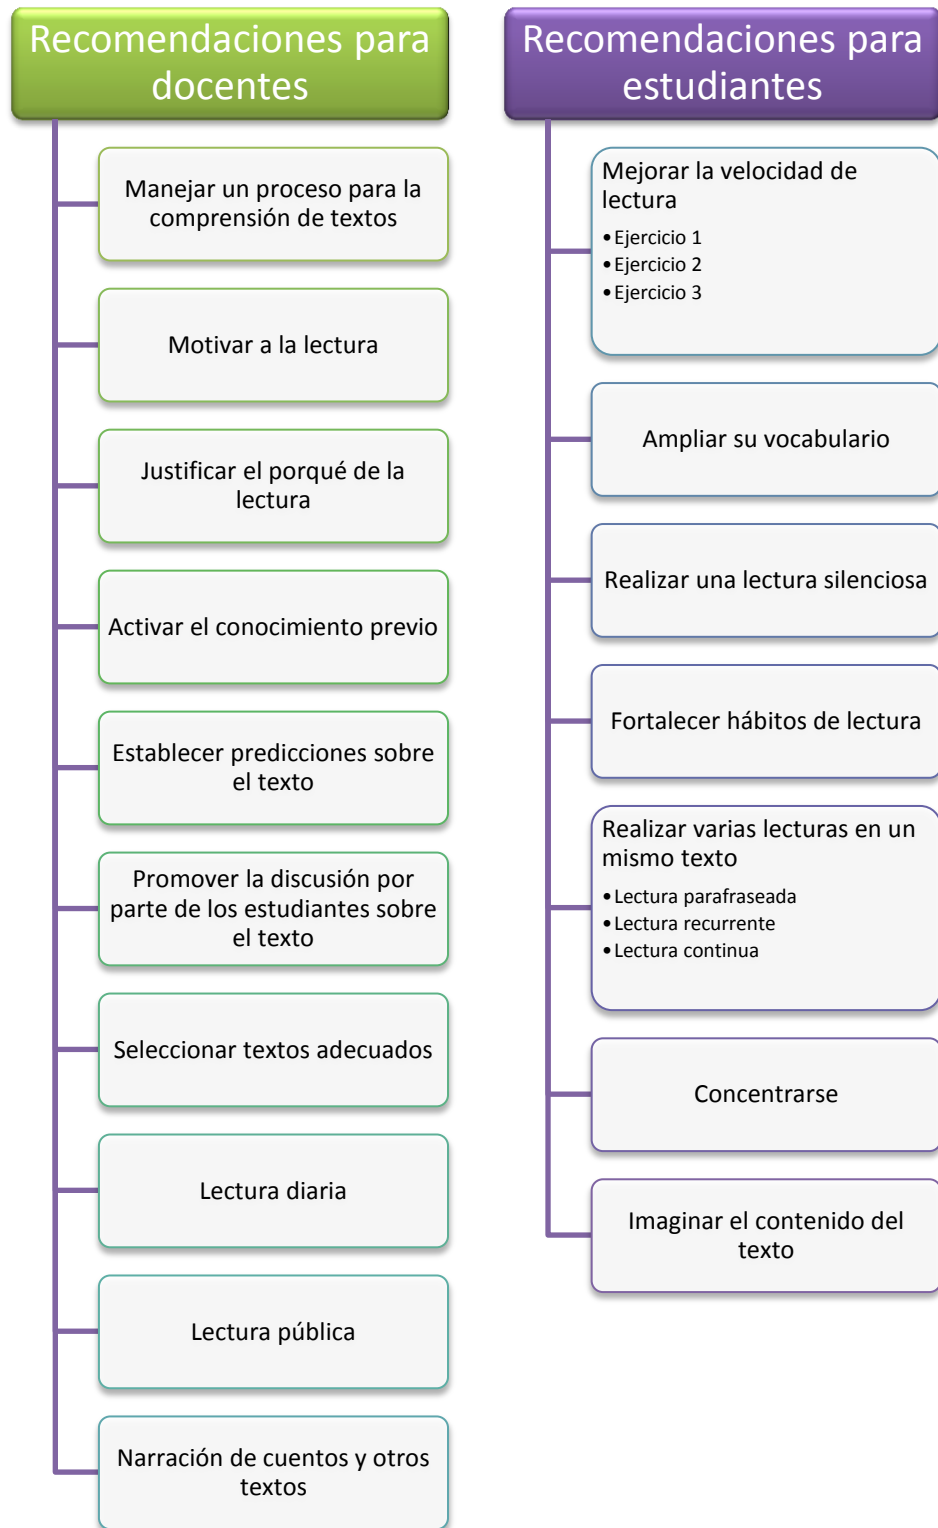 Recomendaciones para
docentes
Manejar un proceso para la
comprensión de textos
Motivar a la lectura
Justificar el porqué de la
lectura
Activar el conocimiento previo
Establecer predicciones sobre
el texto
Promover la discusión por
parte de los estudiantes sobre
el texto
Seleccionar textos adecuados
Lectura diaria
Lectura pública
Narración de cuentos y otros
textos
Recomendaciones para
estudiantes
Mejorar la velocidad de
lectura
• Ejercicio 1
• Ejercicio 2
• Ejercicio 3
Ampliar su vocabulario
Realizar una lectura silenciosa
Fortalecer hábitos de lectura
Realizar varias lecturas en un
mismo texto
• Lectura parafraseada
• Lectura recurrente
• Lectura continua
Concentrarse
Imaginar el contenido del
texto